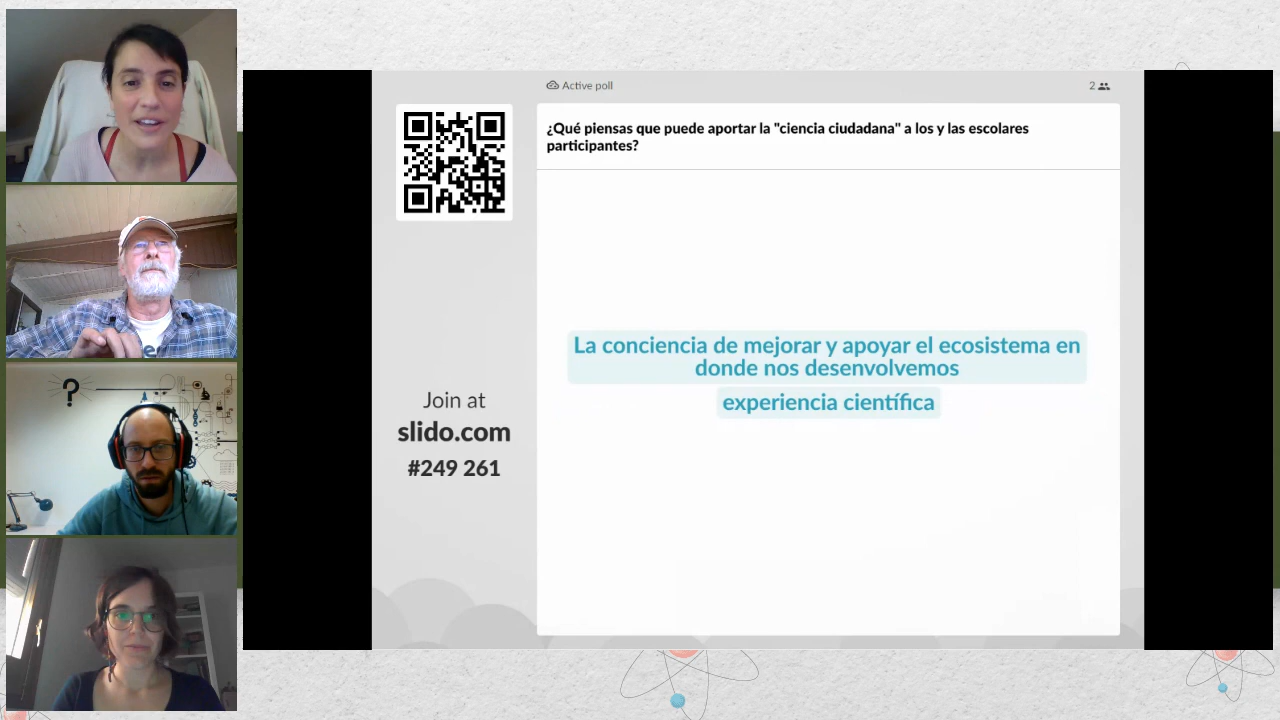 Active poll
2
¿Qué piensas que puede aportar la "ciencia ciudadana" a los y las escolares
participantes?
La conciencia de mejorar y apoyar el ecosistema en
donde nos desenvolvemos
experiencia científica
Join at
slido.com
#249 261
?